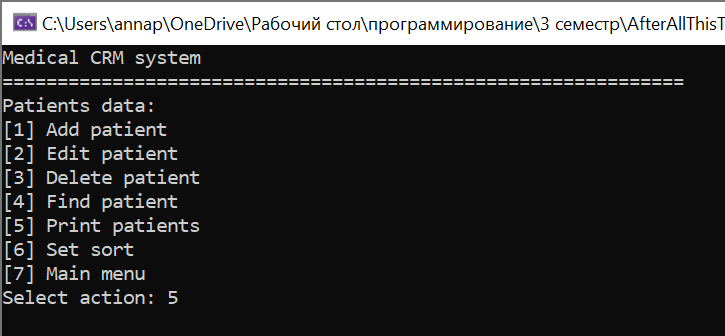 C:\Users\annap\OneDrive\Рабочий стол\программирование\3 семестр\AfterAllThisT
Medical CRM system
==============================================================
Patients data:
[1] Add patient
[2] Edit patient
[3] Delete patient
[4] Find patient
[5] Print patients
[6] Set sort
[7] Main menu
Select action: 5